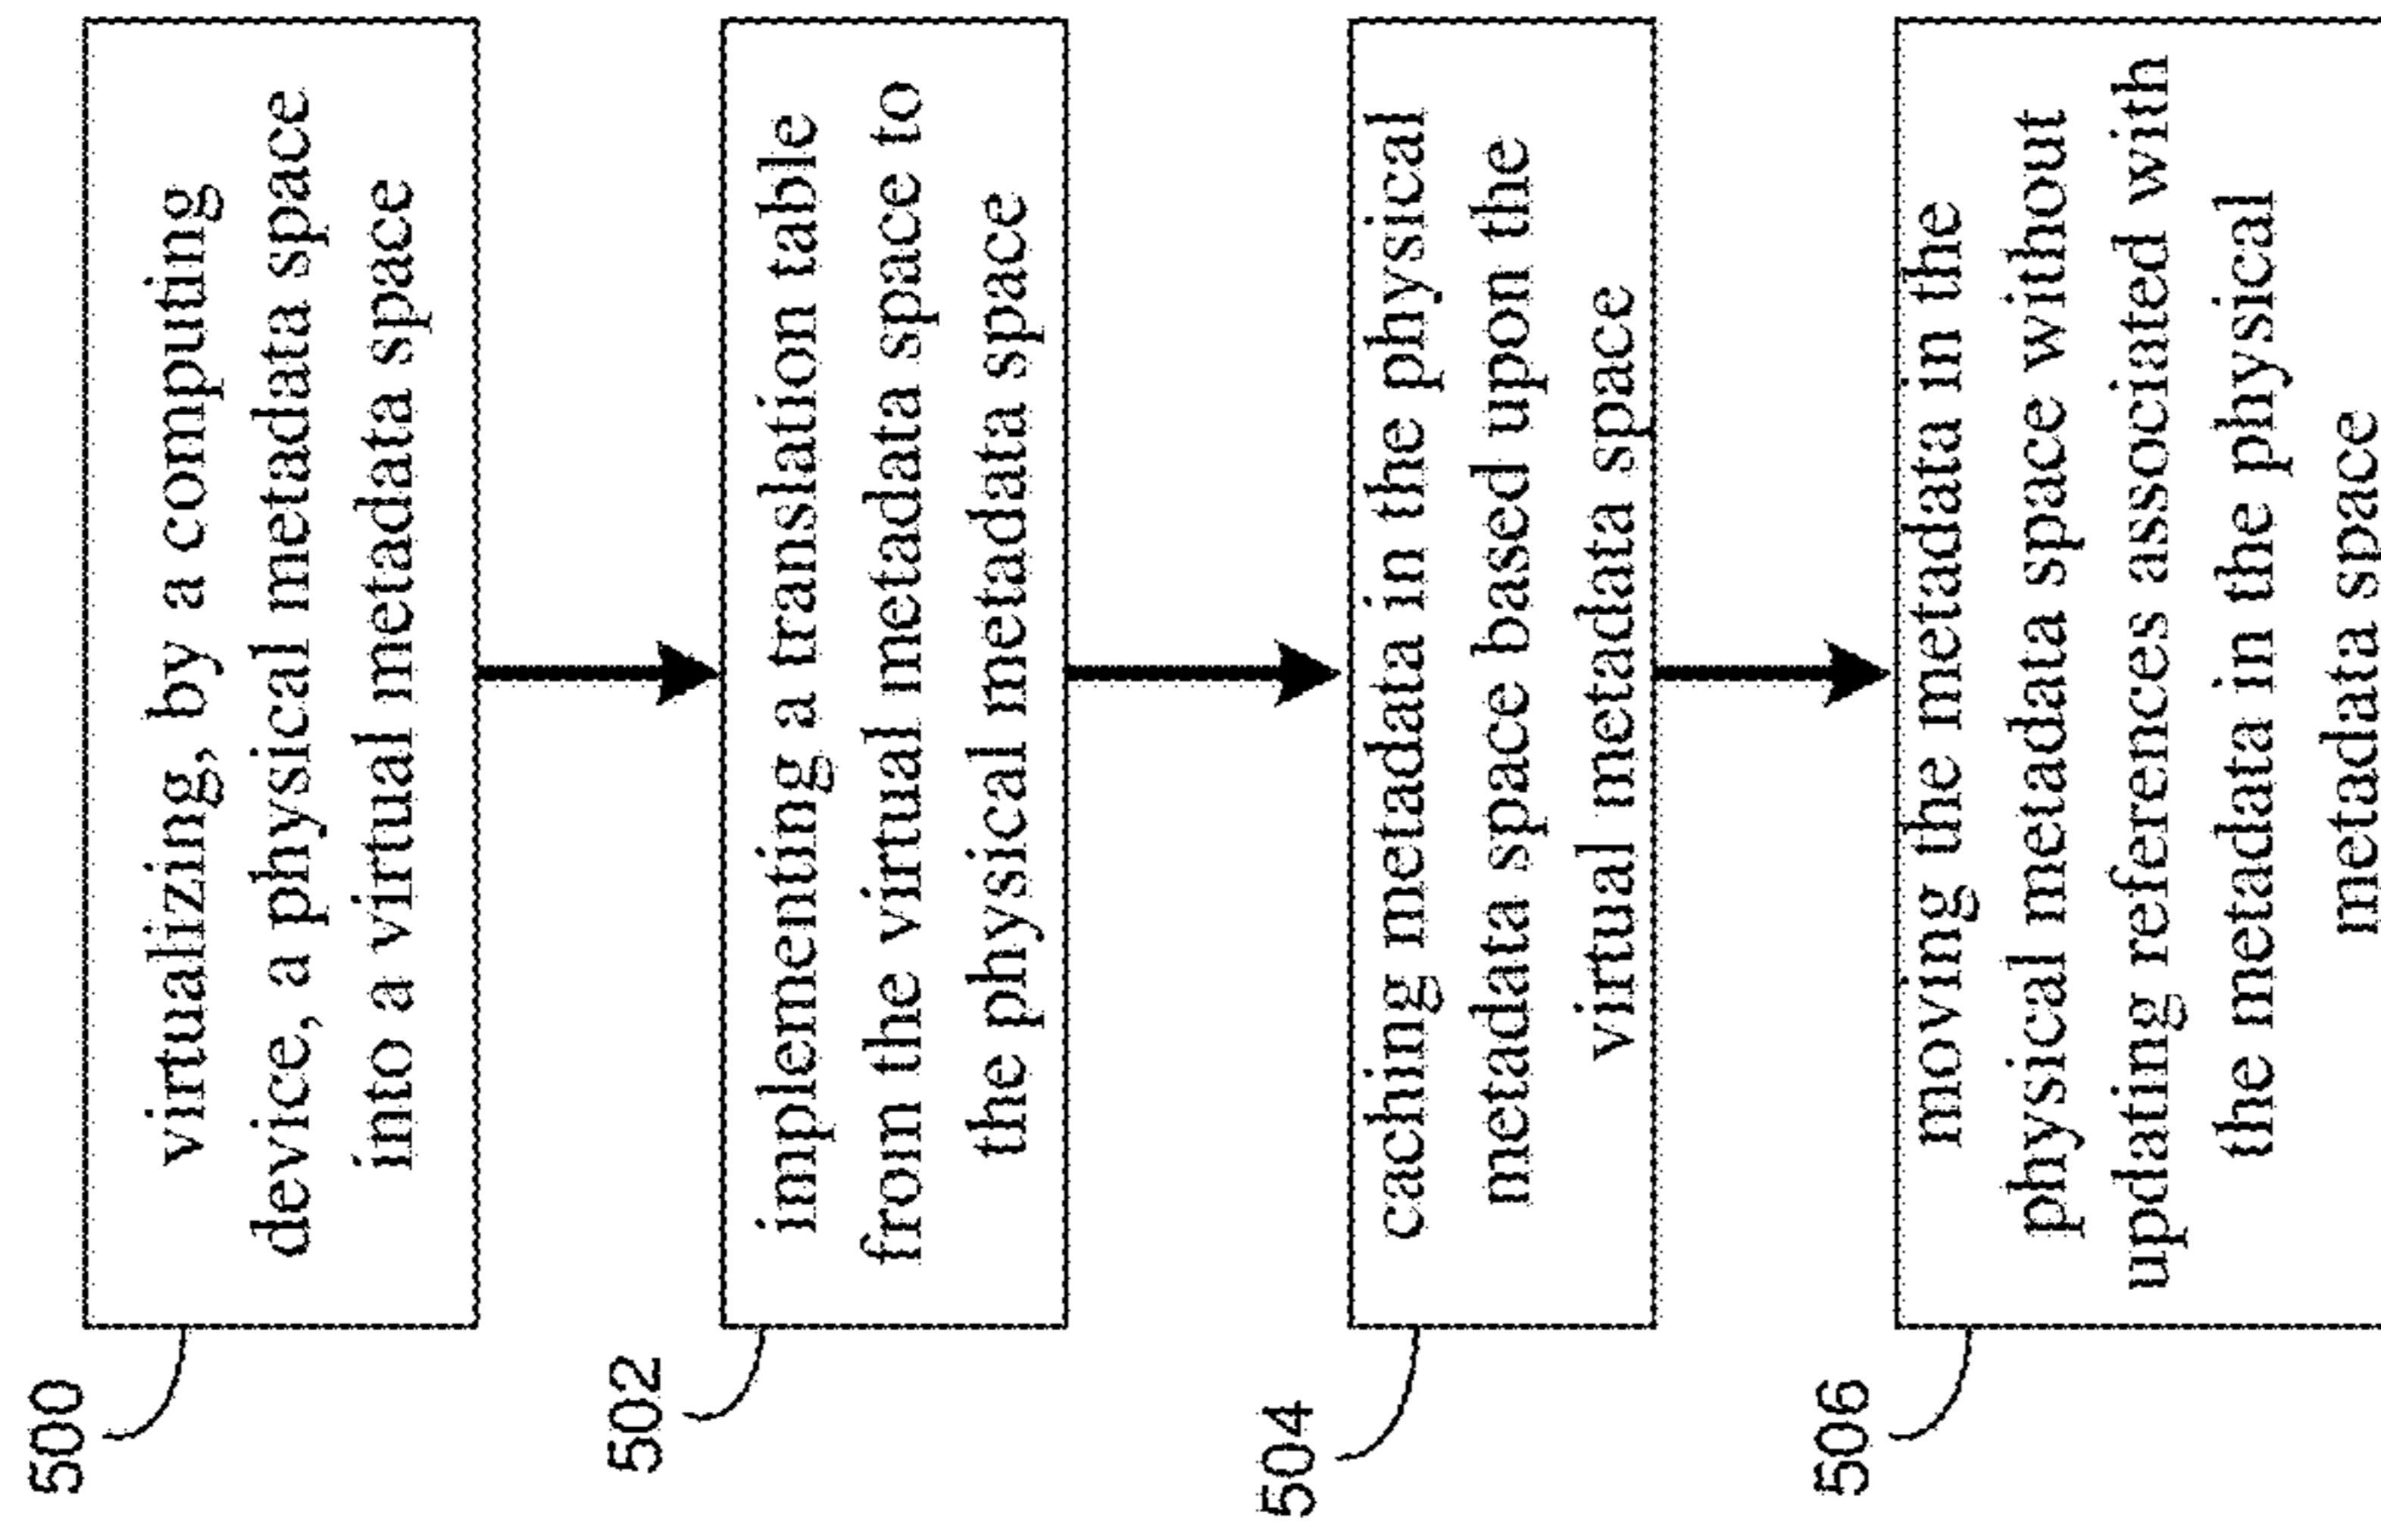 500
virtualizing, by a computing
device, a physical metadata space
into a virtual metadata space
502
implementing a translation table
from the virtual metadata space to
the physical metadata space
504
caching metadata in the physical
metadata space based upon the
virtual metadata space
506
moving the metadata in the
physical metadata space without
updating references associated with
the metadata in the physical
metadata space